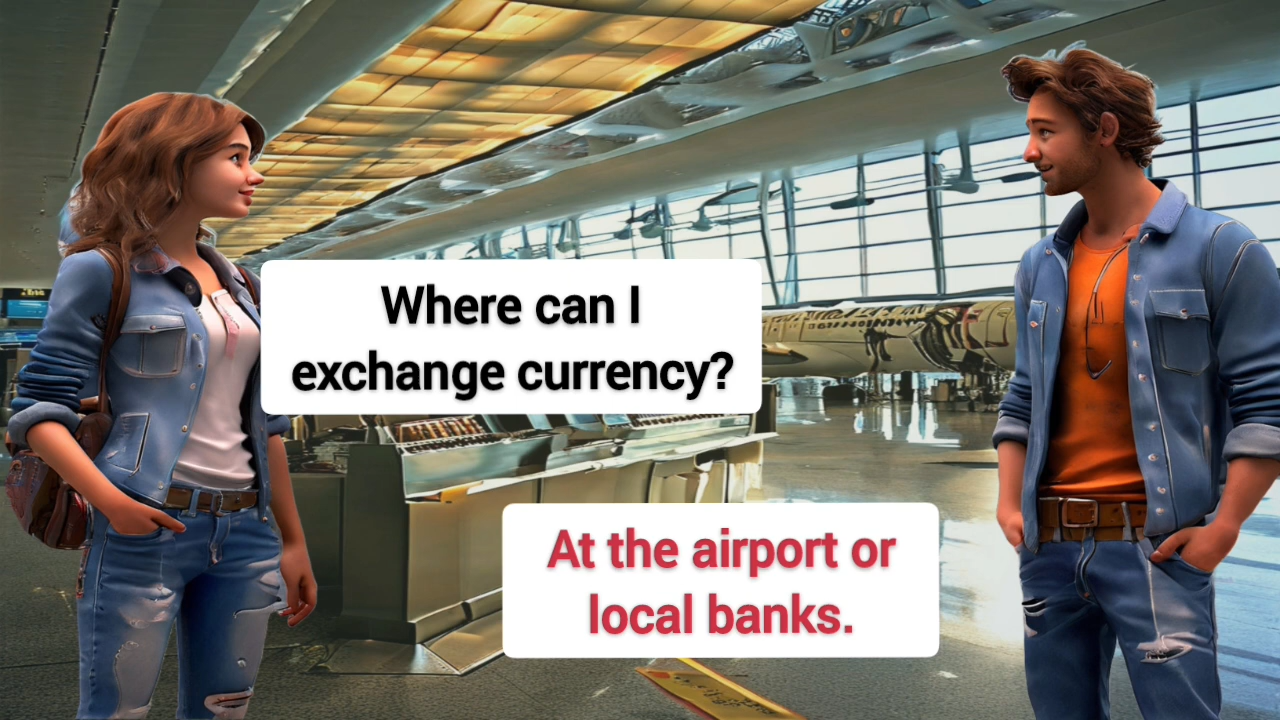 Where can I
exchange currency?
At the airport or
local banks.